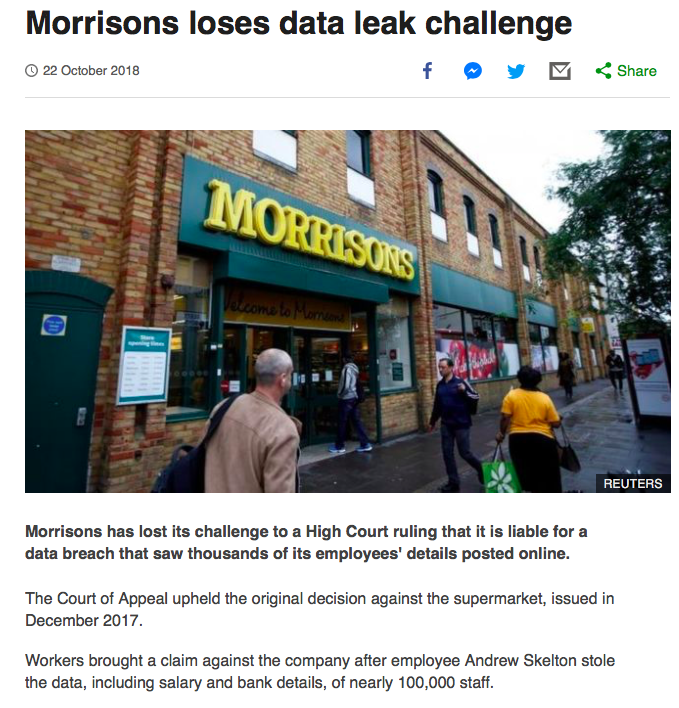 Morrisons loses data leak challenge
22 October 2018
Share
MORRISONS
Welcome to Morrisons
Store
opening times
REUTERS
Morrisons has lost its challenge to a High Court ruling that it is liable for a
data breach that saw thousands of its employees' details posted online.
The Court of Appeal upheld the original decision against the supermarket, issued in
December 2017.
Workers brought a claim against the company after employee Andrew Skelton stole
the data, including salary and bank details, of nearly 100,000 staff.